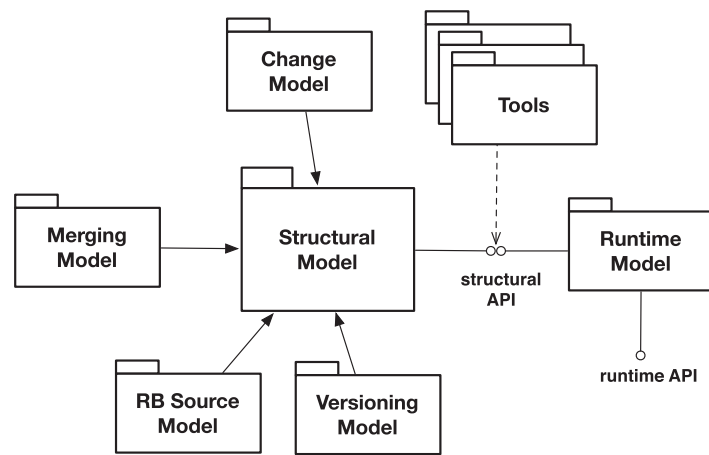 Change
Model
Tools
Merging
Model
Structural
Model
Runtime
Model
structural
API
runtime API
RB Source
Model
Versioning
Model